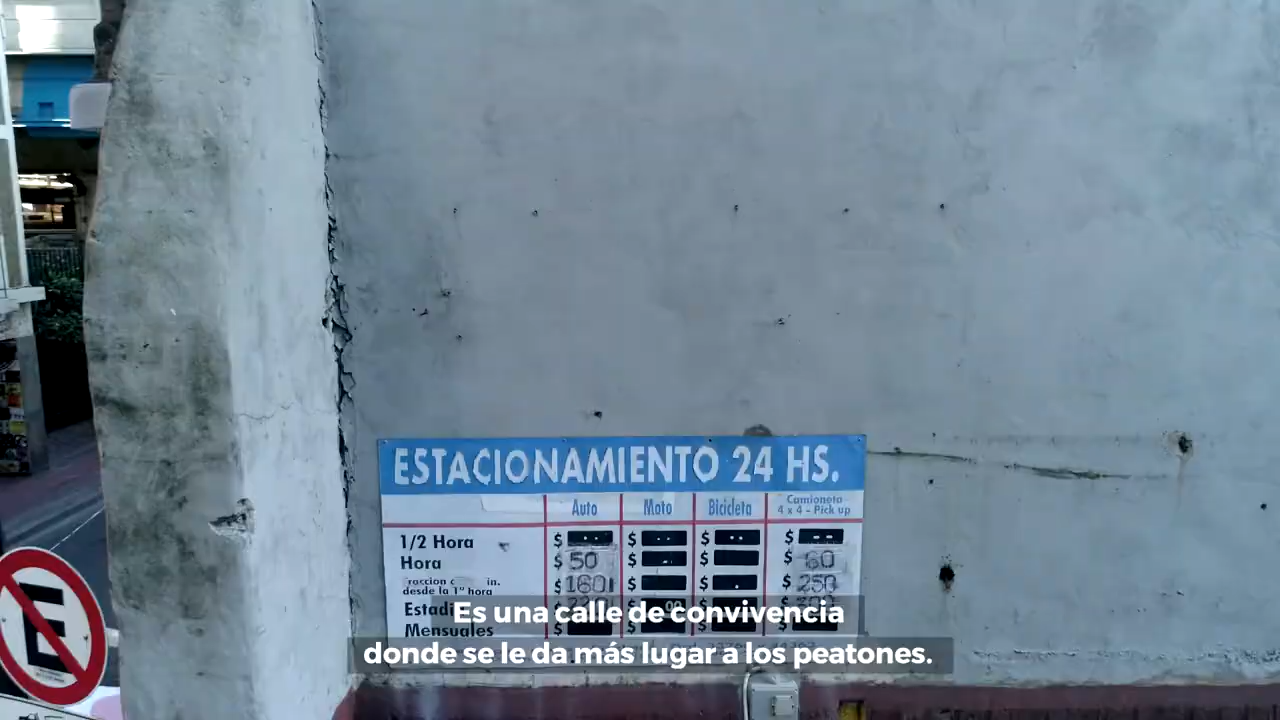 ESTACIONAMIENTO 24 HS.
Auto Moto Bicicleta Camioneta
4 x 4 - Pick up
1/2 Hora $ $ $ $
Hora $ 50 $ $ $ 60
desde la 1º hora $ 160 $ $ $ 250
Mensuales $ $ $ $
E
Es una calle de convivencia
donde se le da más lugar a los peatones.